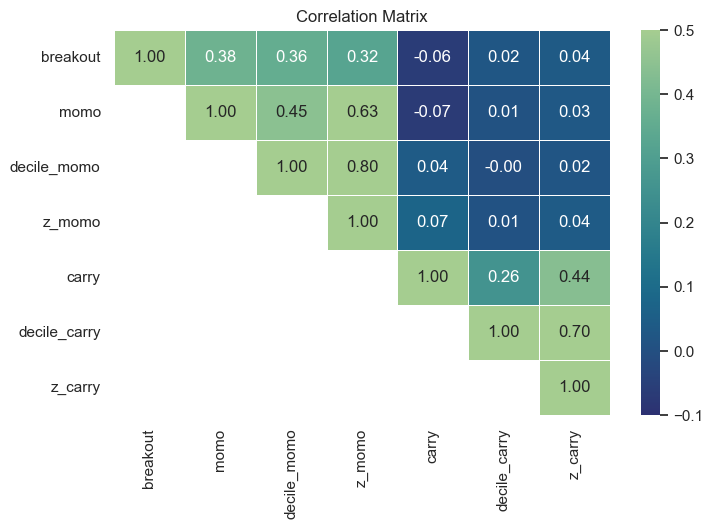 Correlation Matrix
breakout 1.00 0.38 0.36 0.32 -0.06 0.02 0.04
momo 1.00 0.45 0.63 -0.07 0.01 0.03
decile_momo 1.00 0.80 0.04 -0.00 0.02
z_momo 1.00 0.07 0.01 0.04
carry 1.00 0.26 0.44
decile_carry 1.00 0.70
z_carry 1.00
breakout
momo
decile_momo
z_momo
carry
decile_carry
z_carry
0.5
0.4
0.3
0.2
0.1
0.0
-0.1